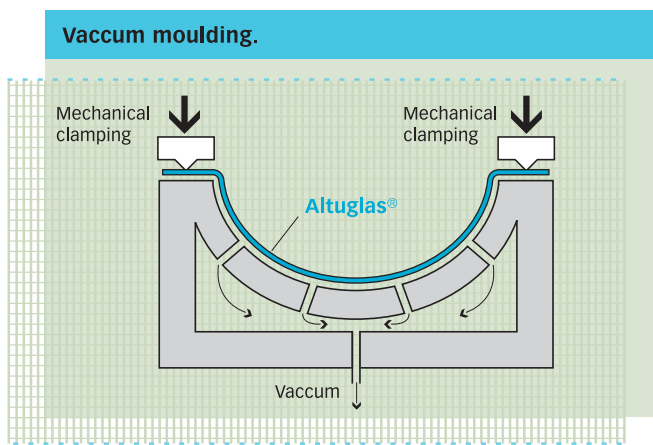 Vaccum moulding.
Mechanical
clamping
Mechanical
clamping
Altuglas®
Vaccum